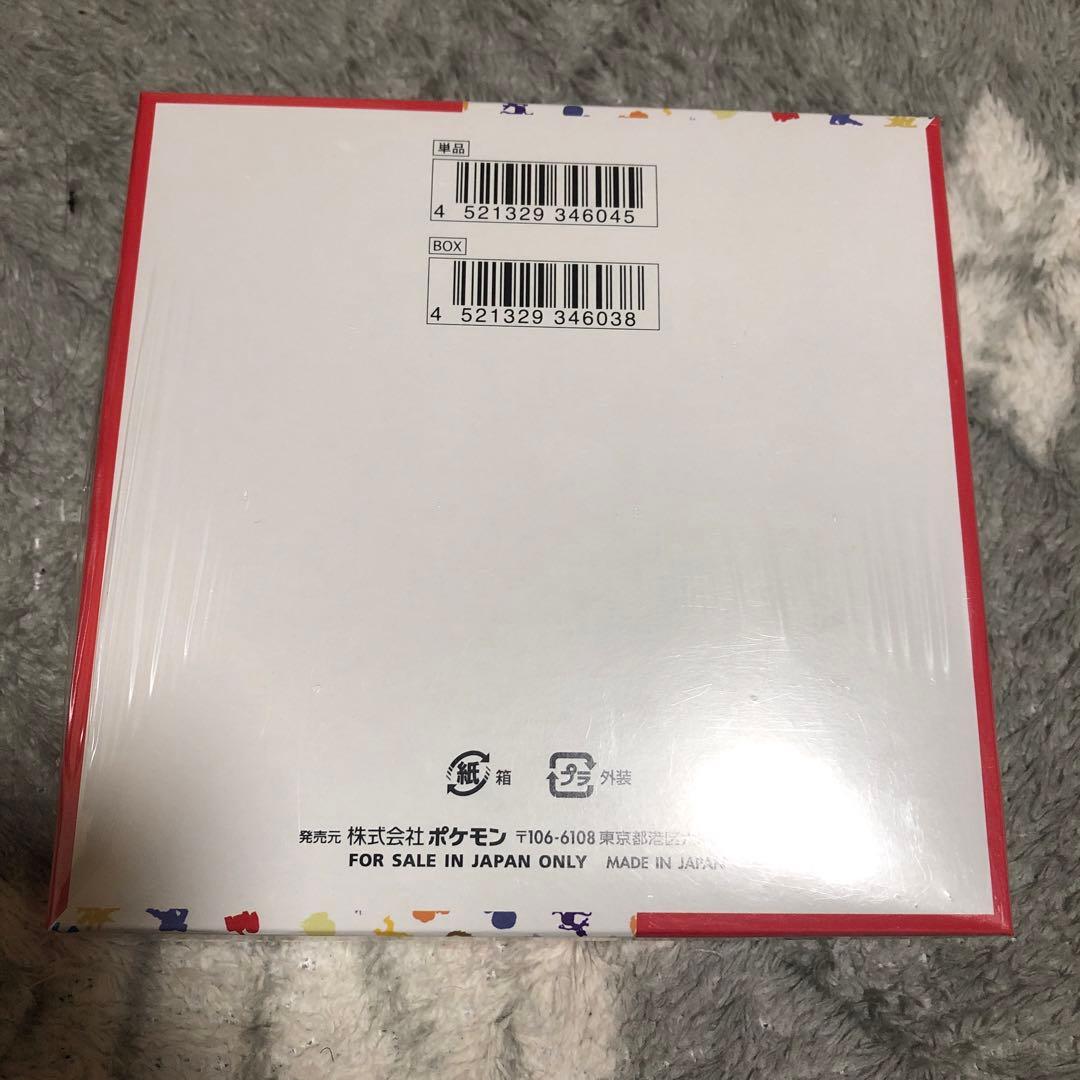 単品
4 521329 346045
BOX
4 521329 346038
紙 箱 プラ 外装
発売元 株式会社 ポケモン 〒106-6108 東京都港区
FOR SALE IN JAPAN ONLY MADE IN JAPAN